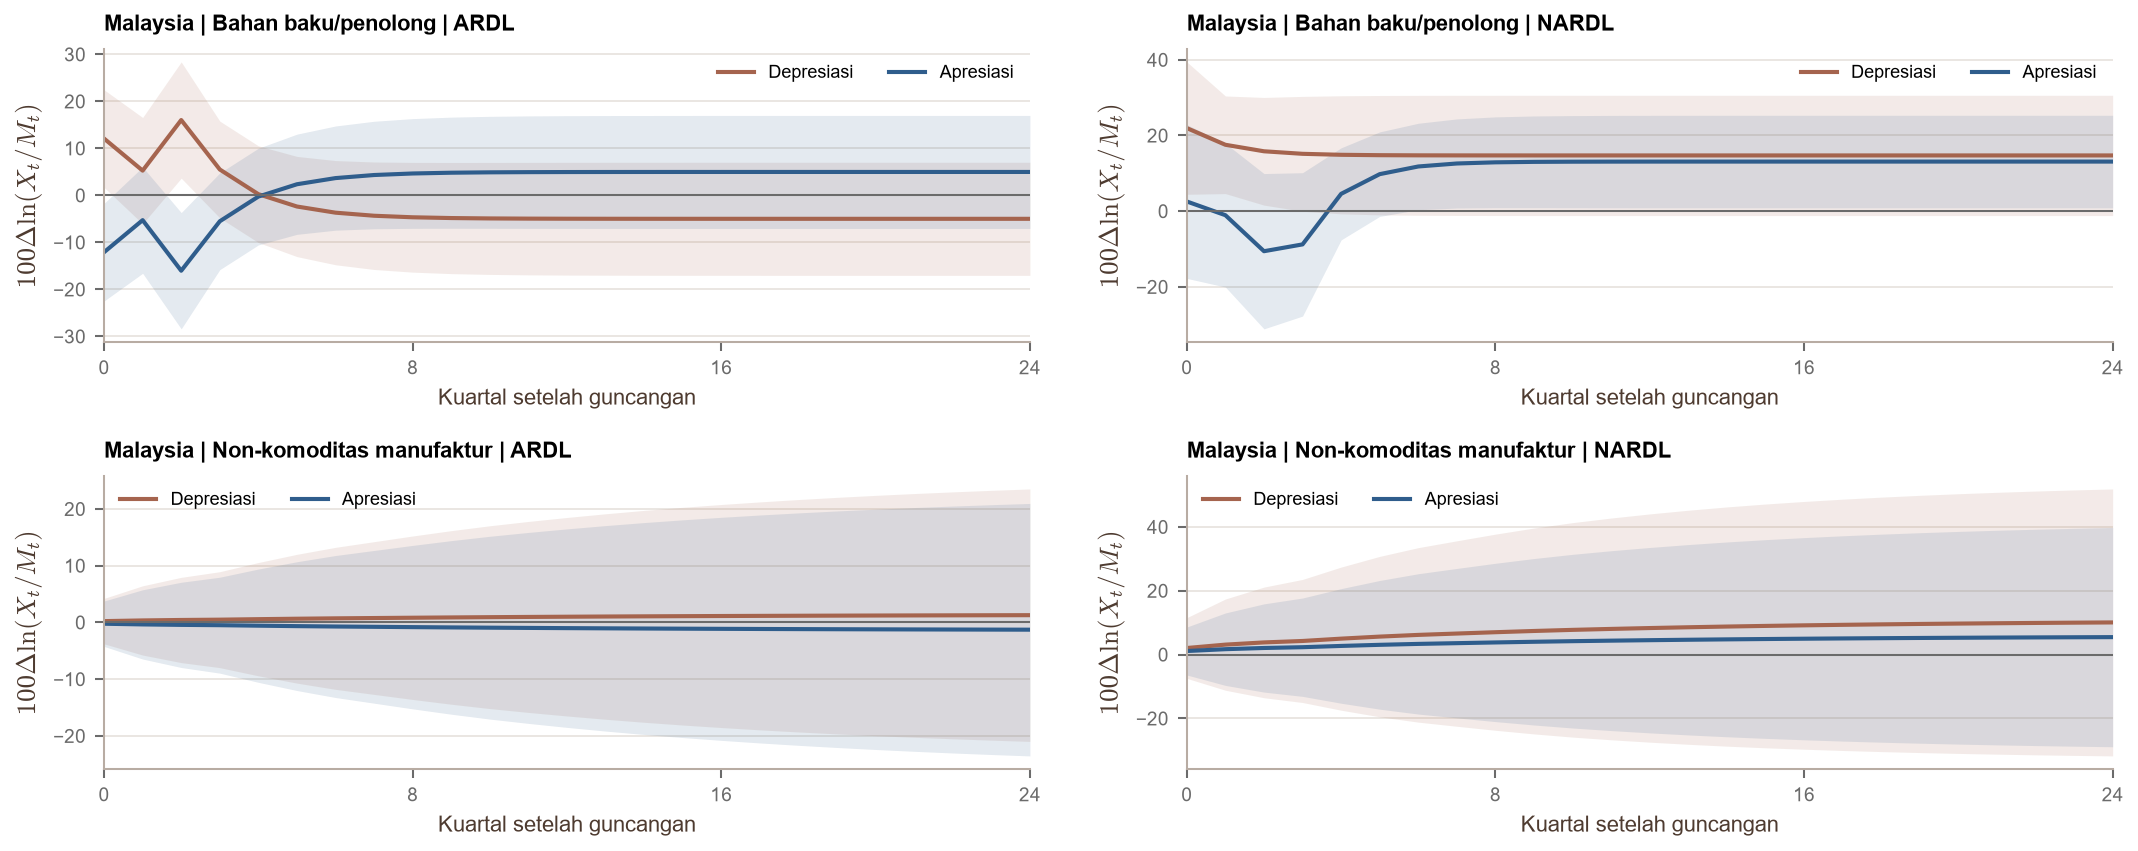 Malaysia | Bahan baku/penolong | ARDL
30
20
10
0
−10
−20
−30
100Δln(X_t/M_t)
Depresiasi
Apresiasi
0
8
16
24
Kuartal setelah guncangan
Malaysia | Bahan baku/penolong | NARDL
40
20
0
−20
100Δln(X_t/M_t)
Depresiasi
Apresiasi
0
8
16
24
Kuartal setelah guncangan
Malaysia | Non-komoditas manufaktur | ARDL
20
10
0
−10
−20
100Δln(X_t/M_t)
Depresiasi
Apresiasi
0
8
16
24
Kuartal setelah guncangan
Malaysia | Non-komoditas manufaktur | NARDL
40
20
0
−20
100Δln(X_t/M_t)
Depresiasi
Apresiasi
0
8
16
24
Kuartal setelah guncangan